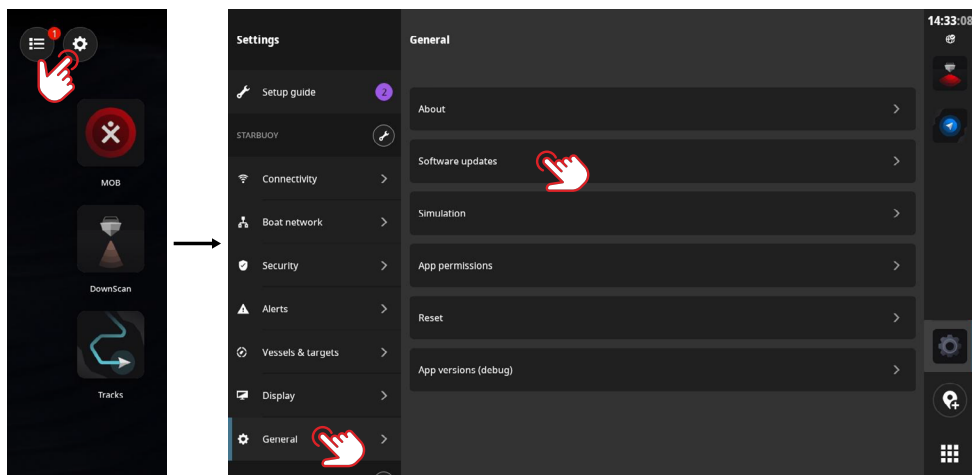 1
MOB
DownScan
Tracks
Settings
Setup guide
2
STARBUOY
Connectivity
Boat network
Security
Alerts
Vessels & targets
Display
General
General
About
Software updates
Simulation
App permissions
Reset
App versions (debug)
14:33:08